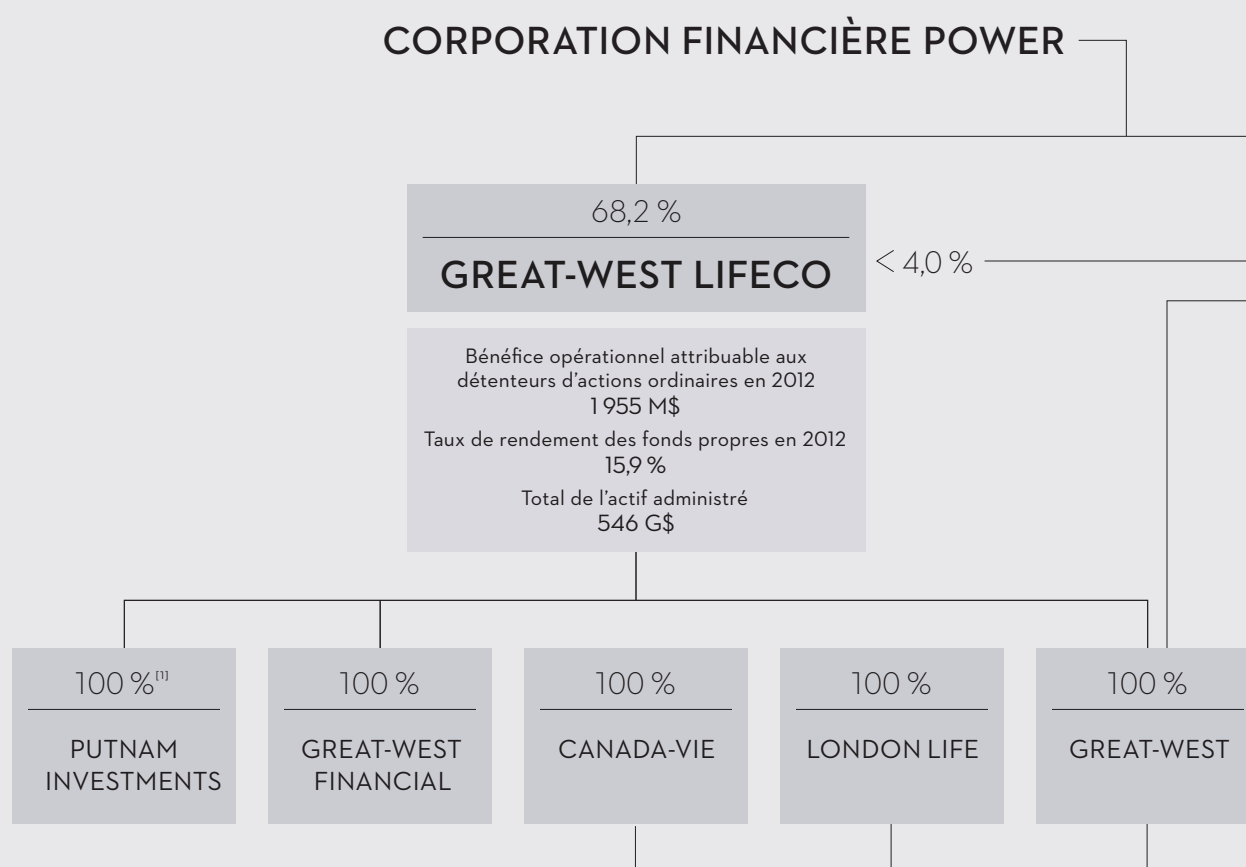 CORPORATION FINANCIÈRE POWER
68,2 %
GREAT-WEST LIFECO
< 4,0 %
Bénéfice opérationnel attribuable aux
détenteurs d’actions ordinaires en 2012
1 955 M$
Taux de rendement des fonds propres en 2012
15,9 %
Total de l’actif administré
546 G$
100 %[1]
PUTNAM
INVESTMENTS
100 %
GREAT-WEST
FINANCIAL
100 %
CANADA-VIE
100 %
LONDON LIFE
100 %
GREAT-WEST